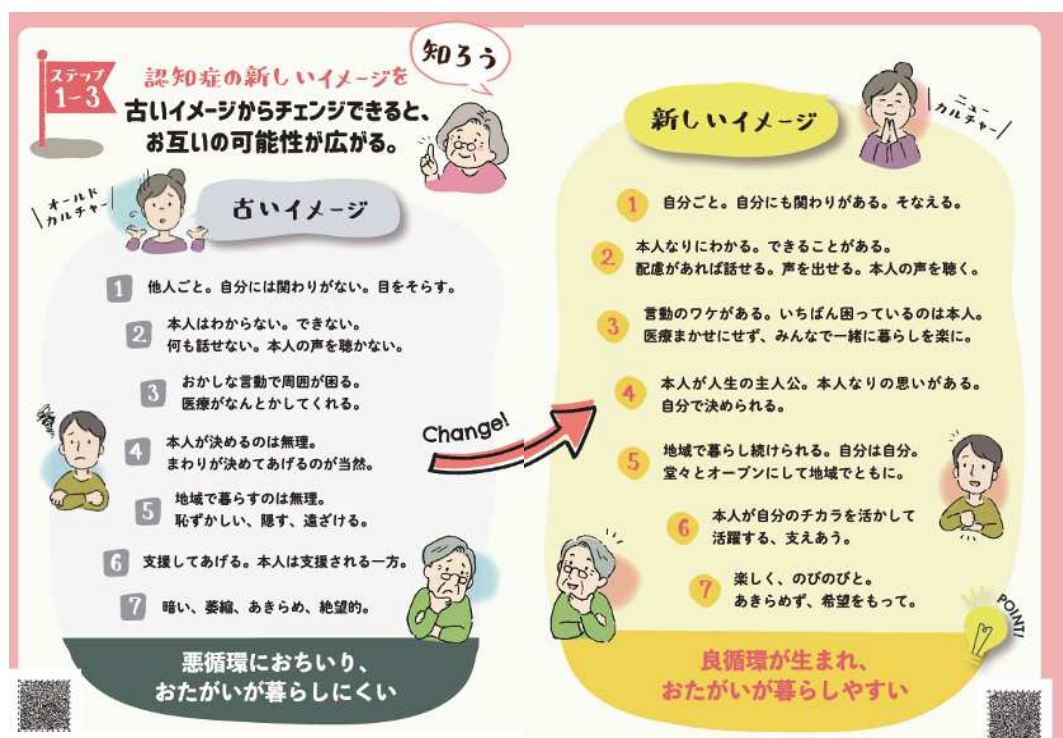 ステップ
1-3
知ろう
認知症の新しいイメージを
古いイメージからチェンジできると、
お互いの可能性が広がる。
オールド
カルチャー
古いイメージ
1 他人ごと。自分には関わりがない。目をそらす。
2 本人はわからない。できない。
何も話せない。本人の声を聴かない。
3 おかしな言動で周囲が困る。
医療がなんとかしてくれる。
4 本人が決めるのは無理。
まわりが決めてあげるのが当然。
5 地域で暮らすのは無理。
恥ずかしい、隠す、遠ざける。
6 支援してあげる。本人は支援される一方。
7 暗い、萎縮、あきらめ、絶望的。
悪循環におちいり、
おたがいが暮らしにくい
Change!
新しいイメージ
ニュー
カルチャー
1 自分ごと。自分にも関わりがある。そなえる。
2 本人なりにわかる。できることがある。
配慮があれば話せる。声を出せる。本人の声を聴く。
3 言動のワケがある。いちばん困っているのは本人。
医療まかせにせず、みんなで一緒に暮らしを楽に。
4 本人が人生の主人公。本人なりの思いがある。
自分で決められる。
5 地域で暮らし続けられる。自分は自分。
堂々とオープンにして地域でともに。
6 本人が自分のチカラを活かして
活躍する、支えあう。
7 楽しく、のびのびと。
あきらめず、希望をもって。
POINT!
良循環が生まれ、
おたがいが暮らしやすい